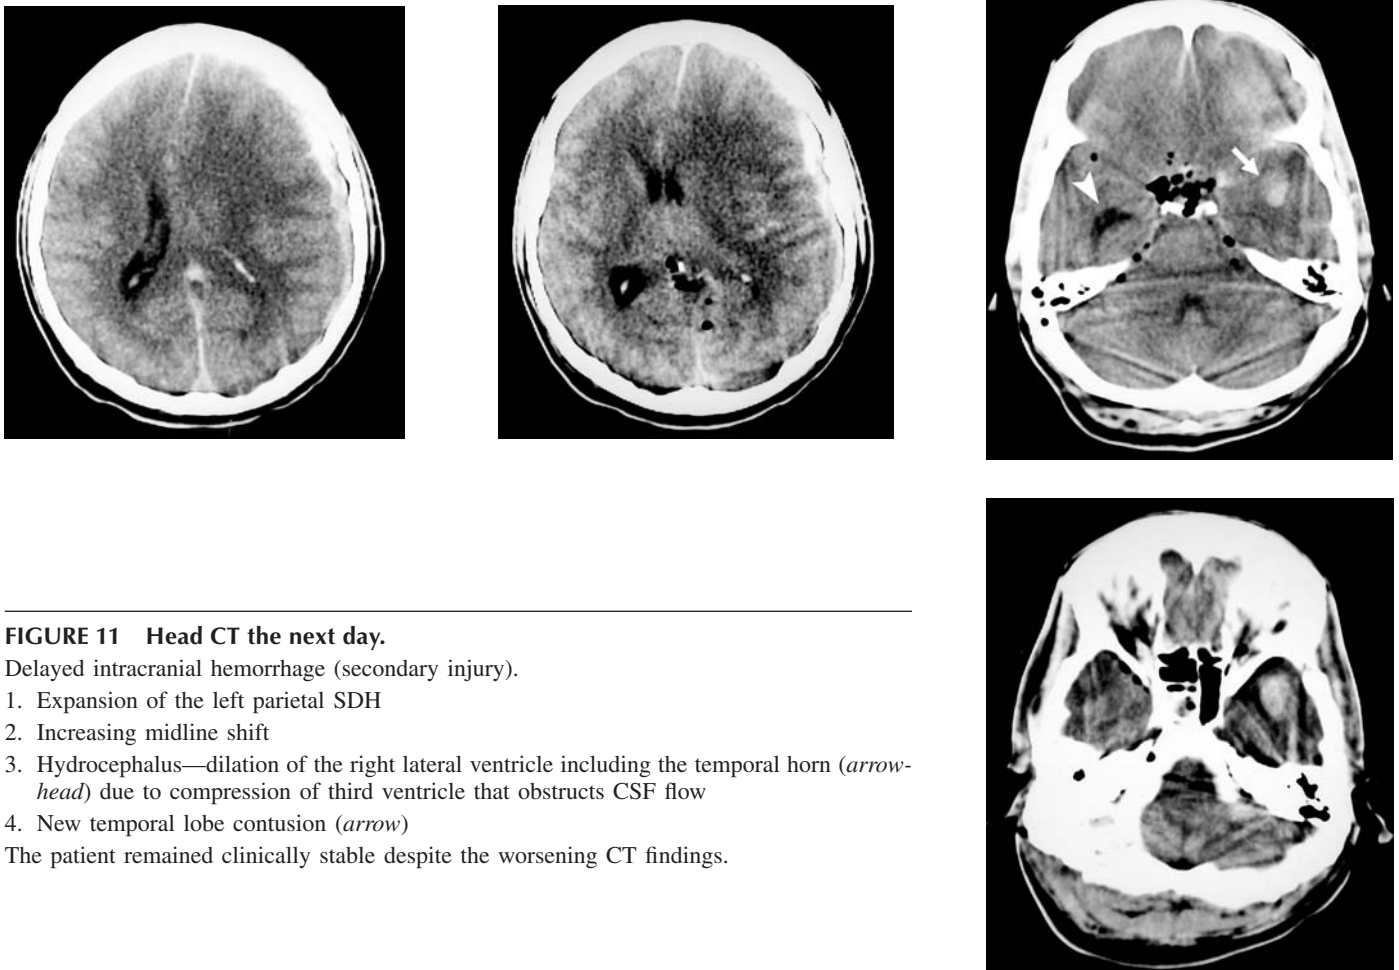 FIGURE 11 Head CT the next day.
Delayed intracranial hemorrhage (secondary injury).
1. Expansion of the left parietal SDH
2. Increasing midline shift
3. Hydrocephalus—dilation of the right lateral ventricle including the temporal horn (arrow-
head) due to compression of third ventricle that obstructs CSF flow
4. New temporal lobe contusion (arrow)
The patient remained clinically stable despite the worsening CT findings.